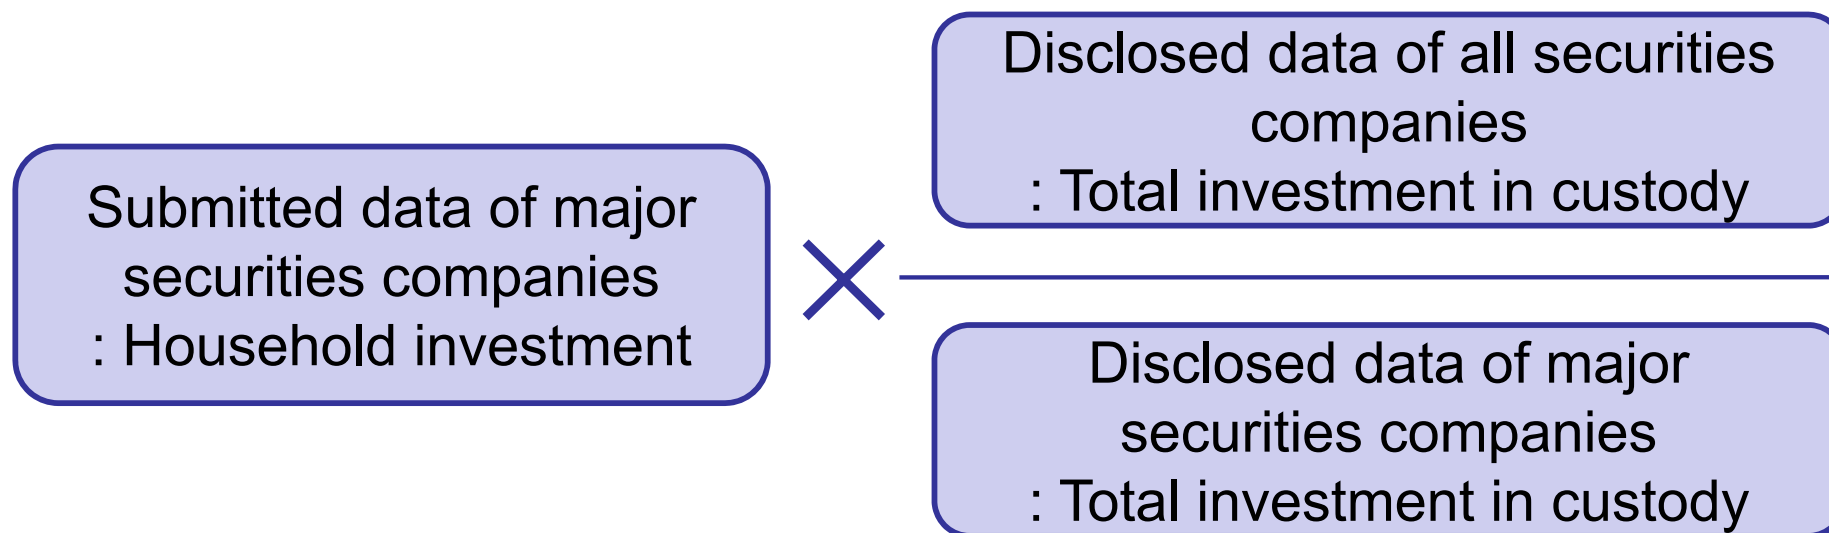 Submitted data of major
securities companies
: Household investment
Disclosed data of all securities
companies
: Total investment in custody
Disclosed data of major
securities companies
: Total investment in custody